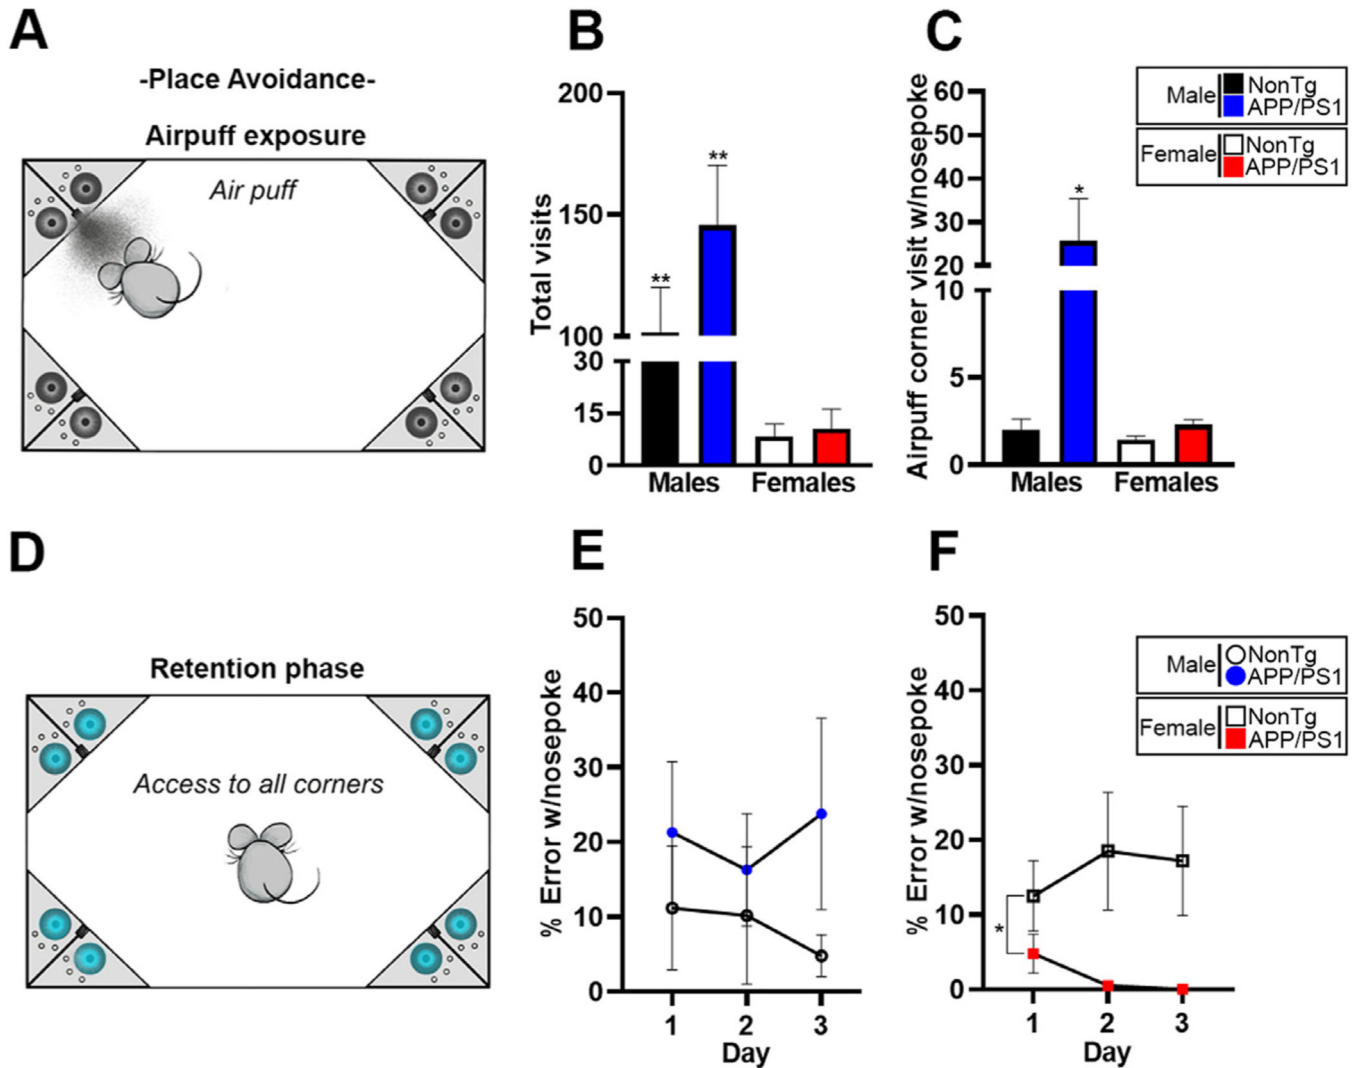 A
-Place Avoidance-
Airpuff exposure
Air puff
B
Total visits
200
150
100
30
15
0
**
**
Males Females
C
Airpuff corner visit w/nosepoke
60
50
40
30
20
10
5
0
*
Males Females
Male NonTg
APP/PS1
Female NonTg
APP/PS1
D
Retention phase
Access to all corners
E
% Error w/nosepoke
50
40
30
20
10
0
1 2 3
Day
F
% Error w/nosepoke
50
40
30
20
10
0
*
1 2 3
Day
Male NonTg
APP/PS1
Female NonTg
APP/PS1